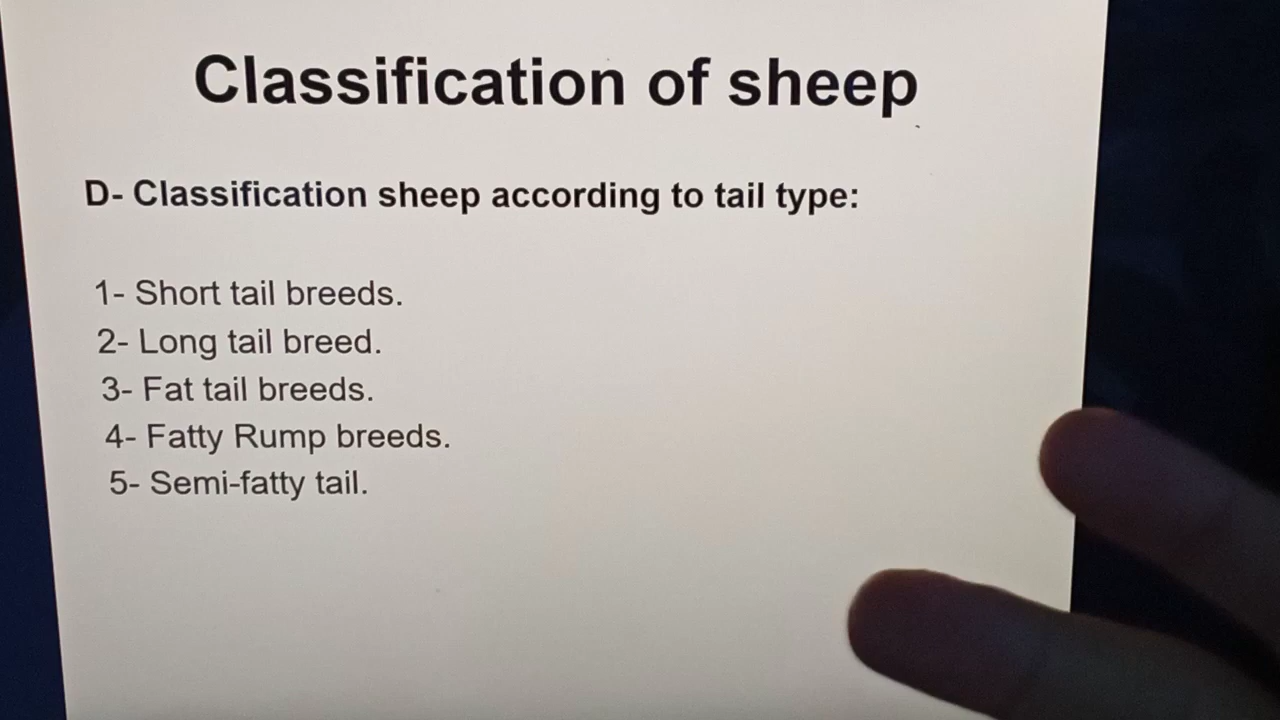 Classification of sheep
D- Classification sheep according to tail type:
1- Short tail breeds.
2- Long tail breed.
3- Fat tail breeds.
4- Fatty Rump breeds.
5- Semi-fatty tail.